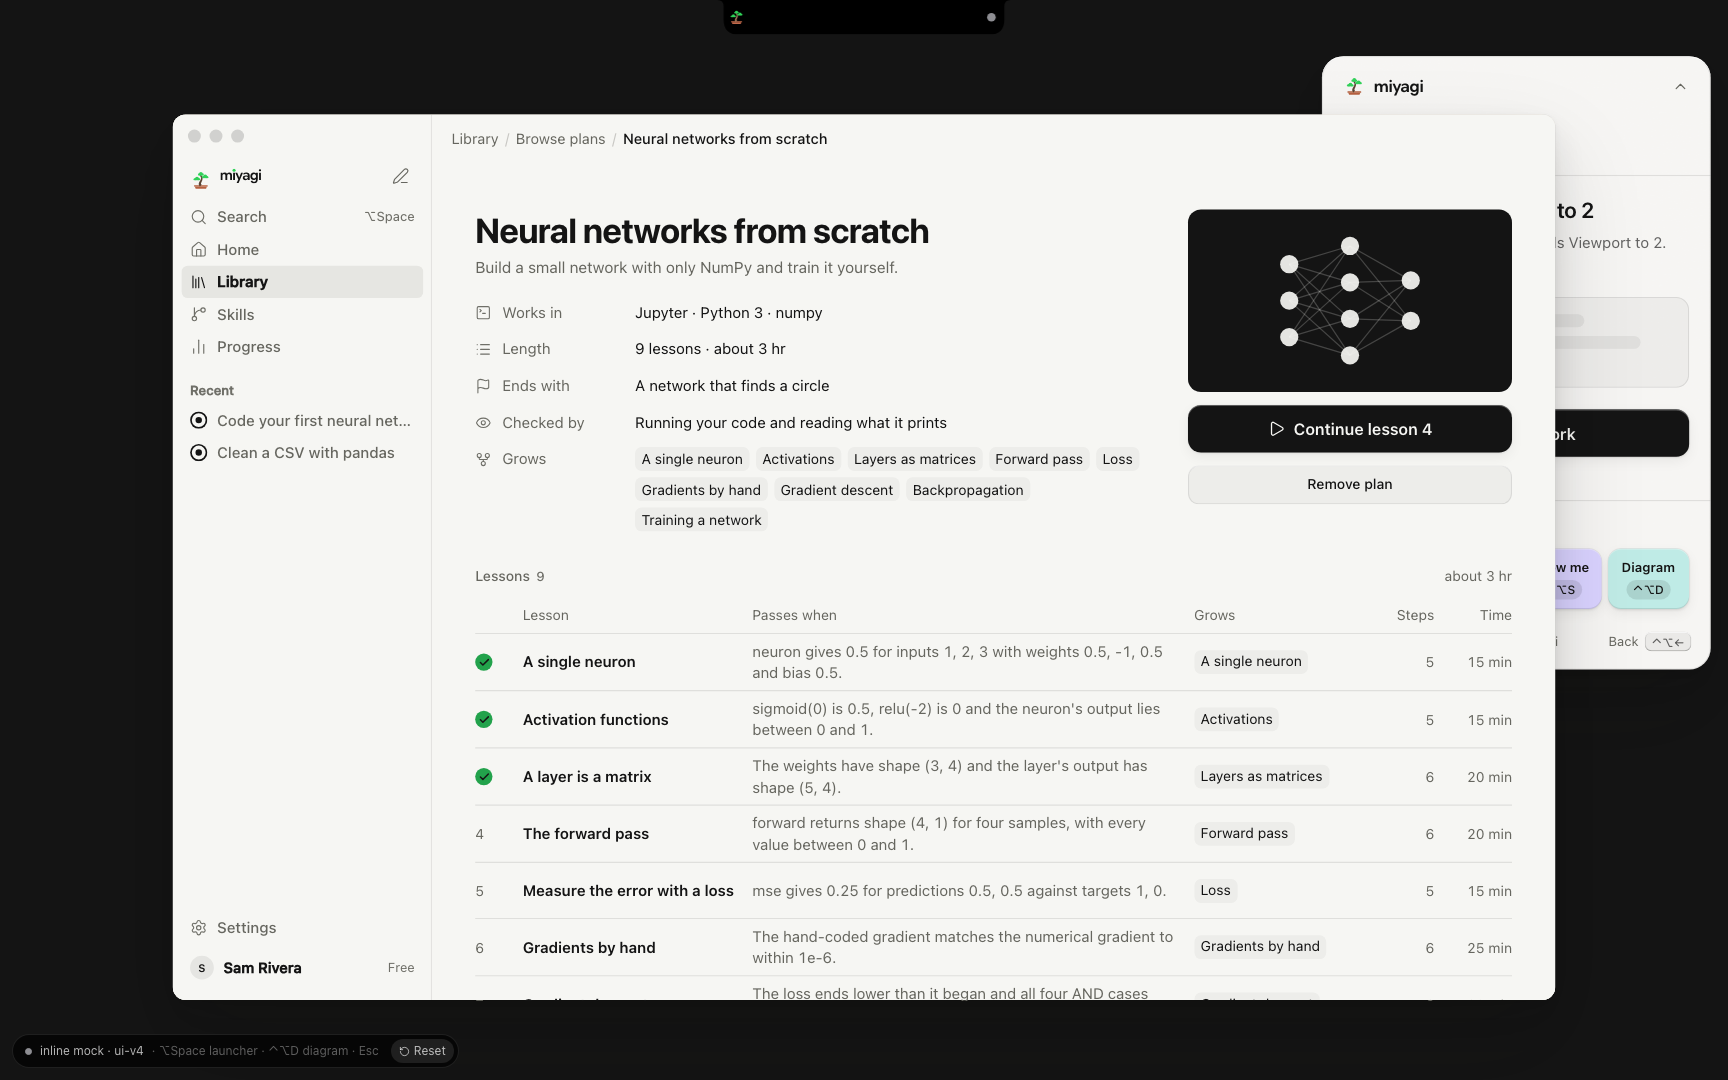 miyagi
miyagi
Search ⌥Space
Home
Library
Skills
Progress
Recent
Code your first neural net...
Clean a CSV with pandas
Settings
S Sam Rivera Free
Library / Browse plans / Neural networks from scratch
Neural networks from scratch
Build a small network with only NumPy and train it yourself.
Works in Jupyter · Python 3 · numpy
Length 9 lessons · about 3 hr
Ends with A network that finds a circle
Checked by Running your code and reading what it prints
Grows A single neuron Activations Layers as matrices Forward pass Loss
Gradients by hand Gradient descent Backpropagation
Training a network
Continue lesson 4
Remove plan
Lessons 9 about 3 hr
Lesson Passes when Grows Steps Time
A single neuron neuron gives 0.5 for inputs 1, 2, 3 with weights 0.5, -1, 0.5 A single neuron 5 15 min
and bias 0.5.
Activation functions sigmoid(0) is 0.5, relu(-2) is 0 and the neuron's output lies Activations 5 15 min
between 0 and 1.
A layer is a matrix The weights have shape (3, 4) and the layer's output has Layers as matrices 6 20 min
shape (5, 4).
4 The forward pass forward returns shape (4, 1) for four samples, with every Forward pass 6 20 min
value between 0 and 1.
5 Measure the error with a loss mse gives 0.25 for predictions 0.5, 0.5 against targets 1, 0. Loss 5 15 min
6 Gradients by hand The hand-coded gradient matches the numerical gradient to Gradients by hand 6 25 min
within 1e-6.
The loss ends lower than it began and all four AND cases
to 2
Viewport to 2.
me
⌥S
Diagram
⌃⌥D
Back ⌃⌥←
inline mock · ui-v4 · ⌥Space launcher · ⌃⌥D diagram · Esc Reset